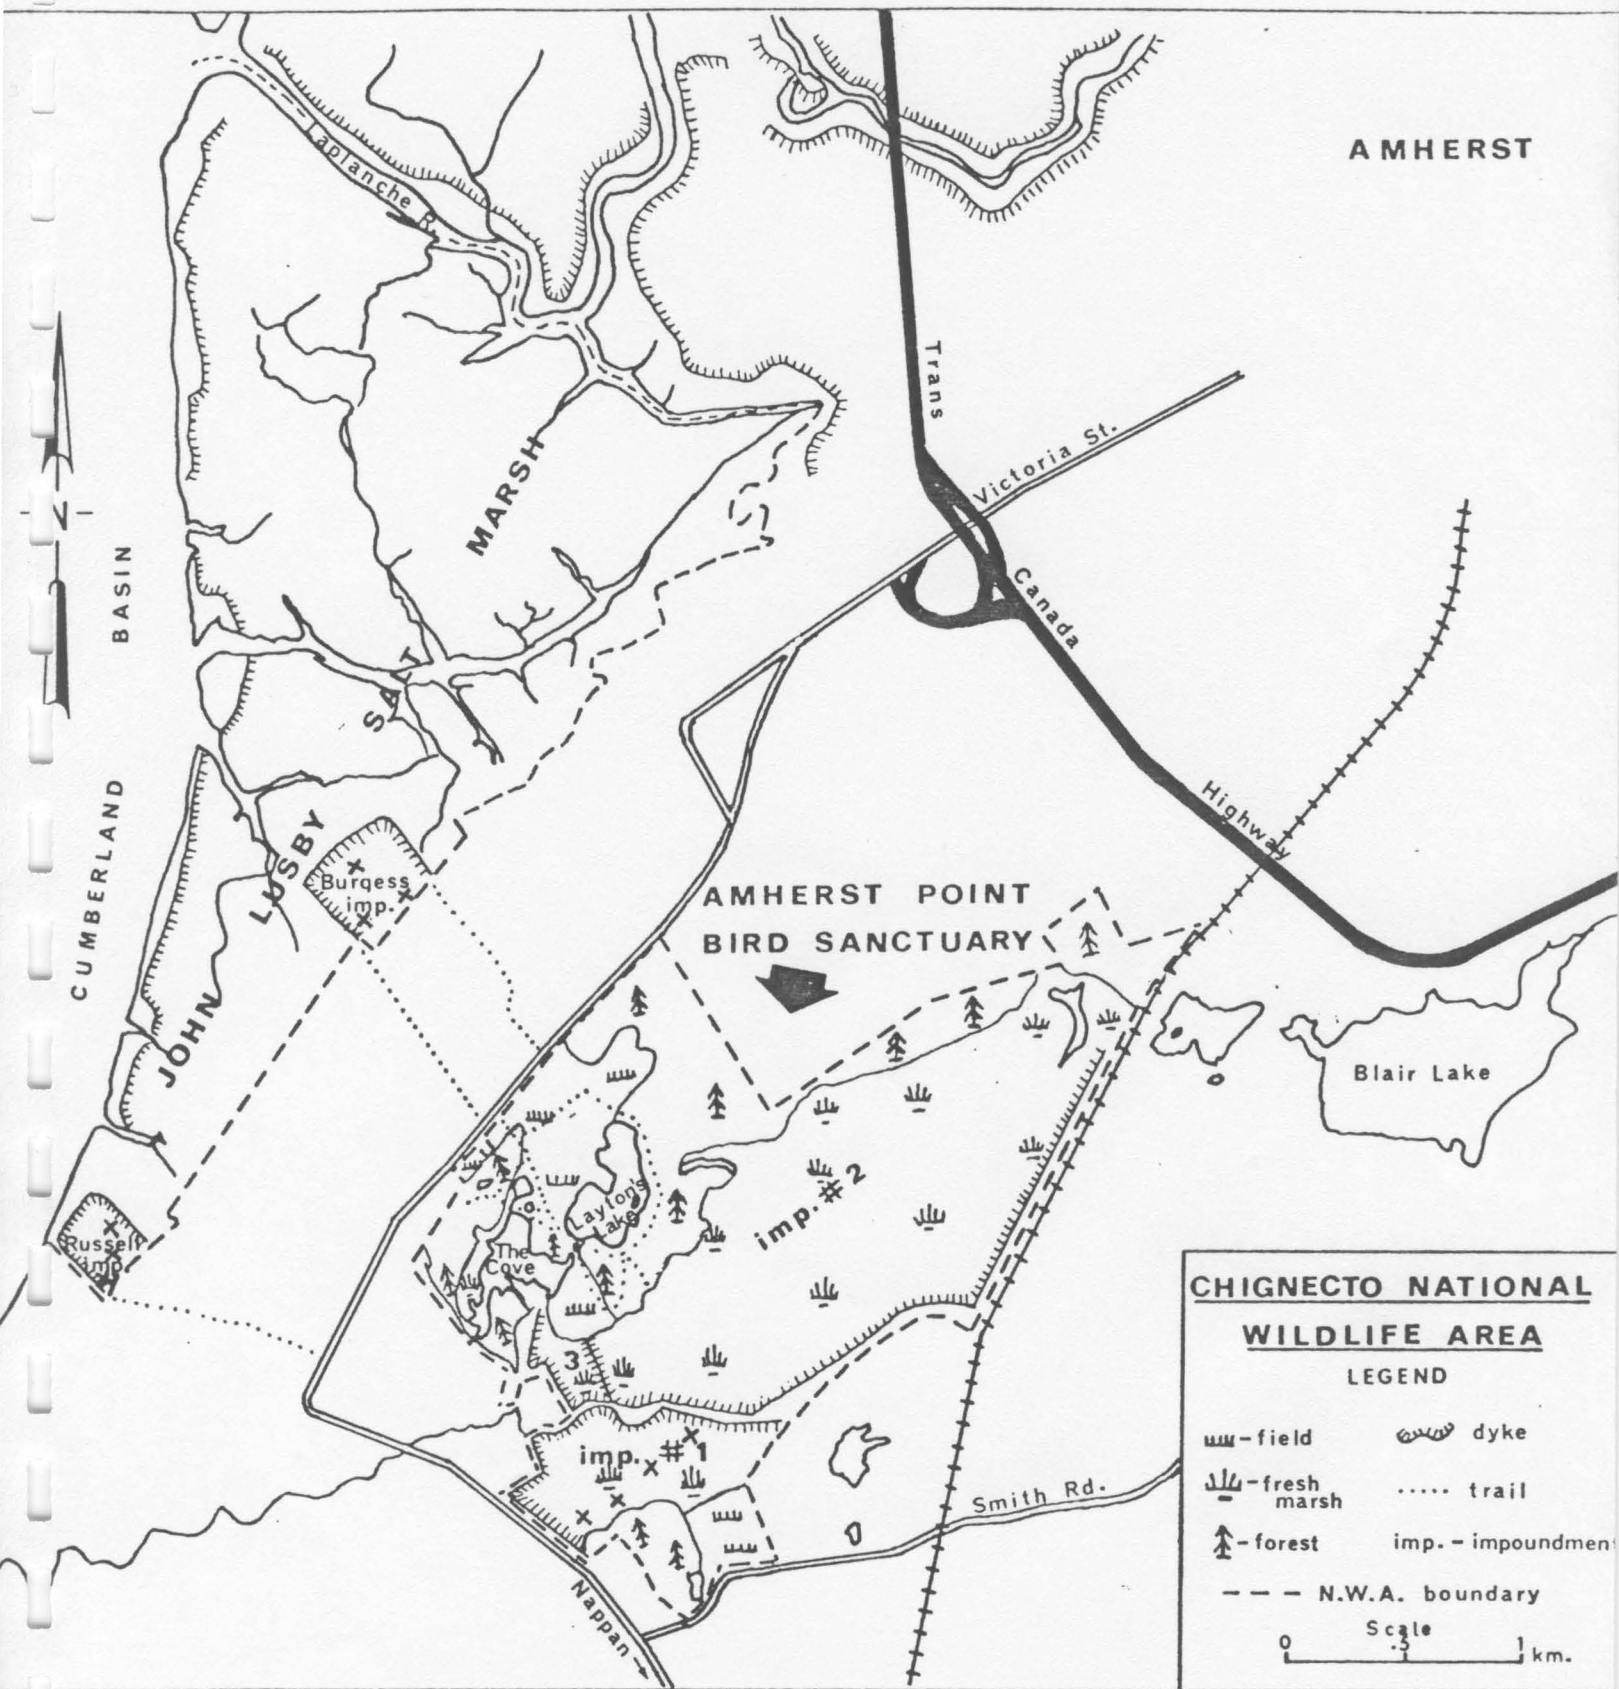 AMHERST
Laplanche R.
Trans
Victoria St.
MARSH
N
BASIN
Canada
SALT
Highway
CUMBERLAND
LUSBY
Burgess
imp.
AMHERST POINT
BIRD SANCTUARY
JOHN
Blair Lake
imp. # 2
Layton's
Lake
The
Cove
Russell
imp.
3
imp. # 1
Smith Rd.
Nappan
CHIGNECTO NATIONAL
WILDLIFE AREA
LEGEND
-field
dyke
-fresh
marsh
trail
-forest
imp. - impoundment
N.W.A. boundary
Scale
0 .5 1 km.